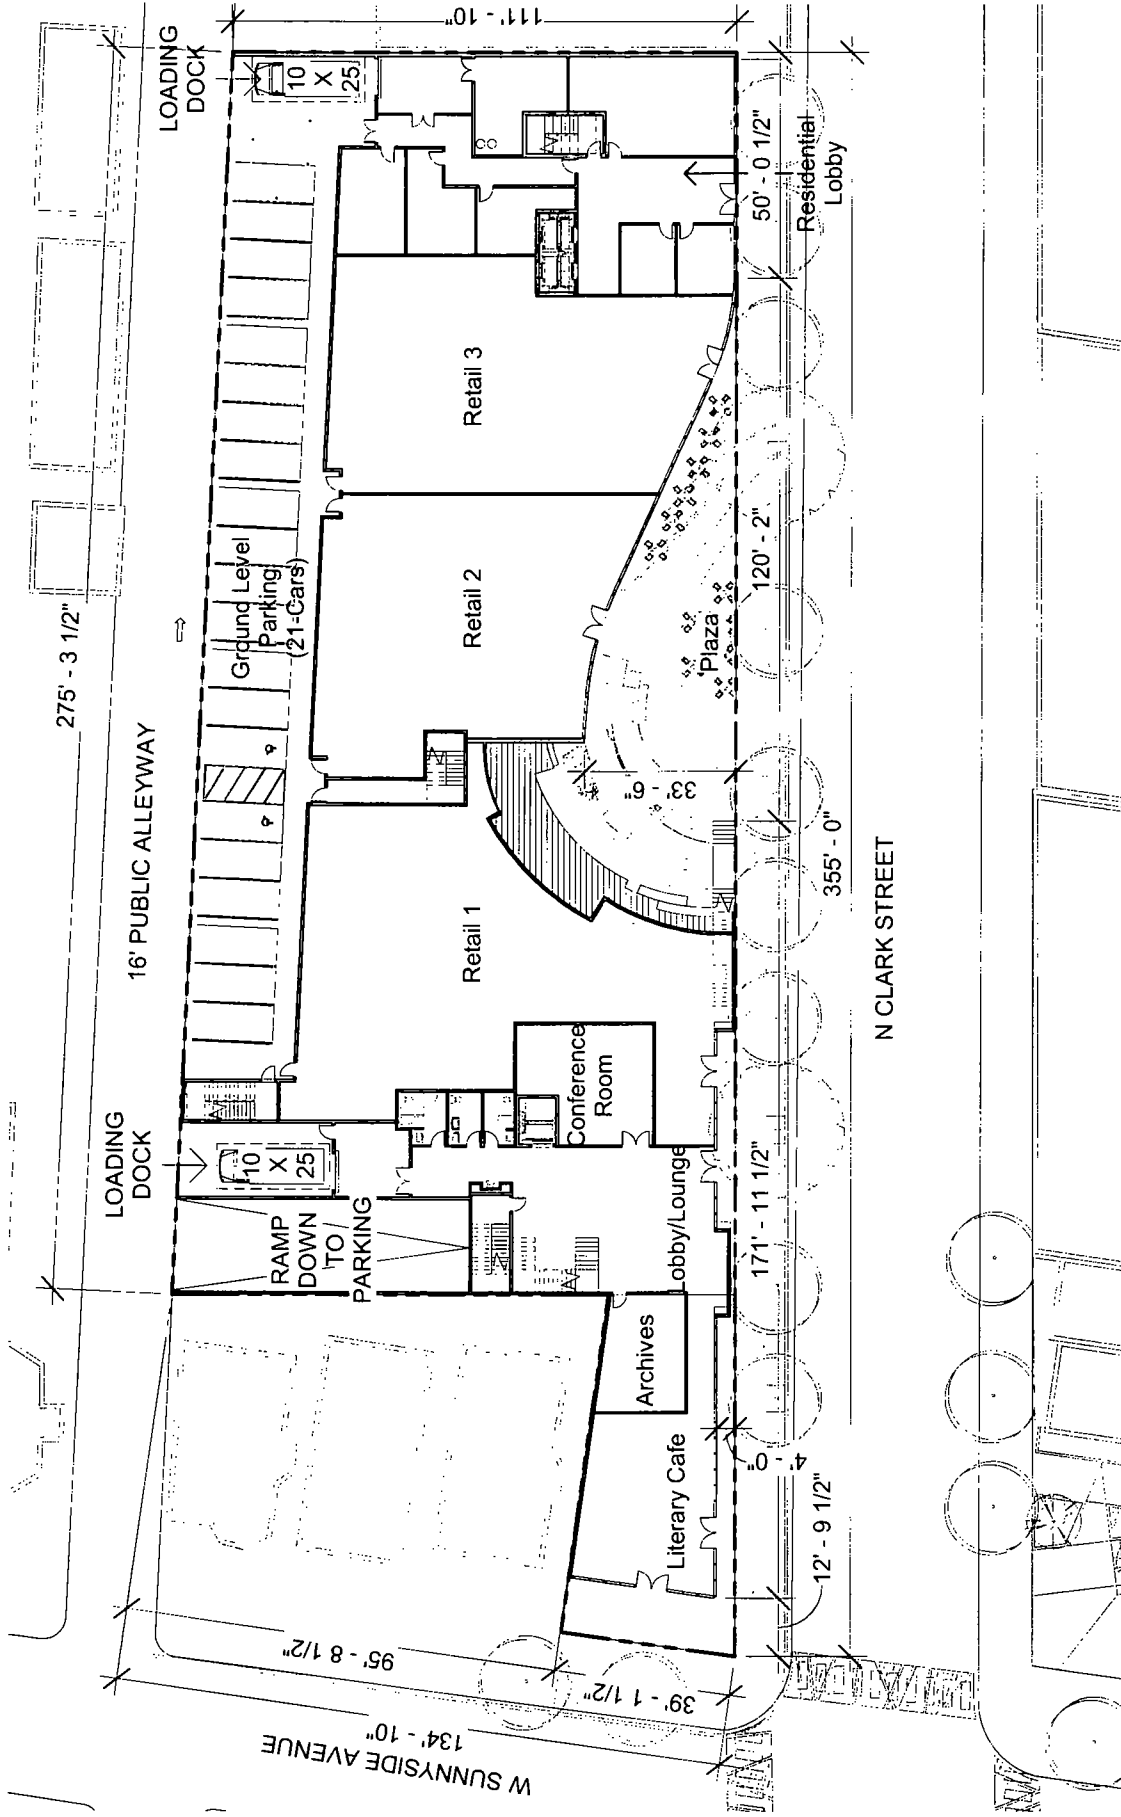 111' - 10"
LOADING
DOCK
10
X
25
275' - 3 1/2"
16' PUBLIC ALLEYWAY
Ground Level
Parking
(21-Cars)
Retail 3
Retail 2
Retail 1
Plaza
33' - 6"
50' - 0 1/2"
Residential
Lobby
120' - 2"
355' - 0"
N CLARK STREET
LOADING
DOCK
10
X
25
RAMP
DOWN
TO
PARKING
Conference
Room
Lobby/Lounge
171' - 11 1/2"
Archives
Literary Cafe
4' - 0"
12' - 9 1/2"
95' - 8 1/2"
39' - 1 1/2"
134' - 10"
W SUNNYSIDE AVENUE